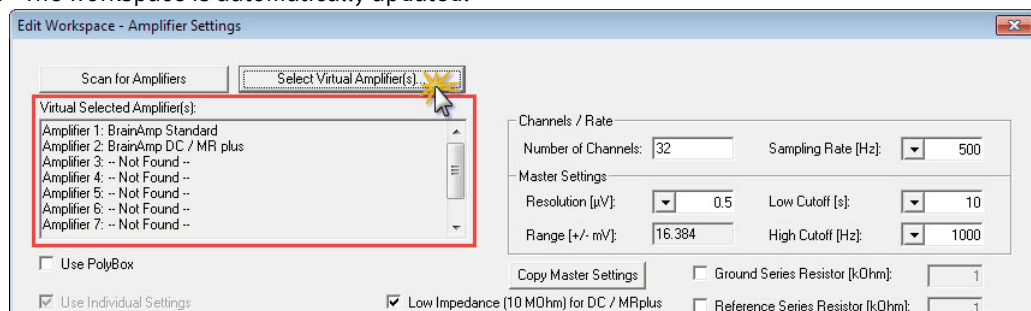 The workspace is automatically updated.
Edit Workspace - Amplifier Settings
Scan for Amplifiers
Select Virtual Amplifier(s)...
Virtual Selected Amplifier(s):
Amplifier 1: BrainAmp Standard
Amplifier 2: BrainAmp DC / MR plus
Amplifier 3: -- Not Found --
Amplifier 4: -- Not Found --
Amplifier 5: -- Not Found --
Amplifier 6: -- Not Found --
Amplifier 7: -- Not Found --
Use PolyBox
Use Individual Settings
Channels / Rate
Number of Channels: 32 Sampling Rate [Hz]: 500
Master Settings
Resolution [µV]: 0.5 Low Cutoff [s]: 10
Range [+/- mV]: 16.384 High Cutoff [Hz]: 1000
Copy Master Settings Ground Series Resistor [kOhm]: 1
Low Impedance (10 MOhm) for DC / MRplus Reference Series Resistor [kOhm]: 1